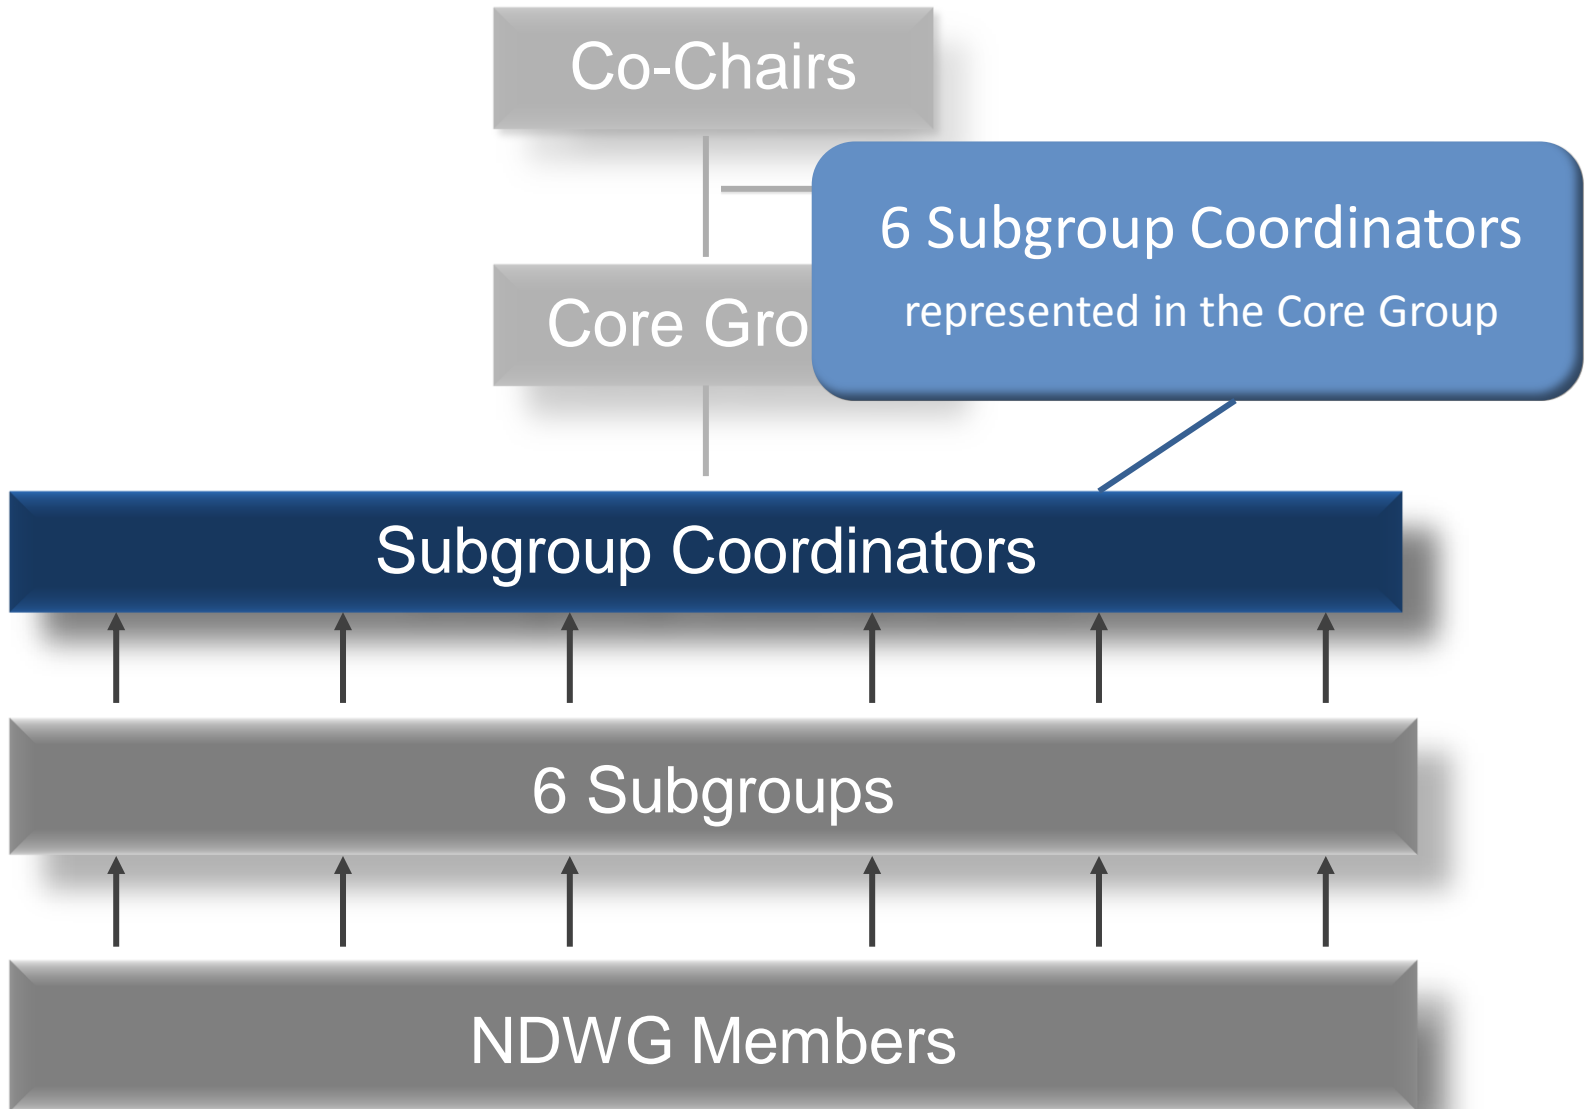 Co-Chairs
6 Subgroup Coordinators
represented in the Core Group
Core Gro
Subgroup Coordinators
6 Subgroups
NDWG Members